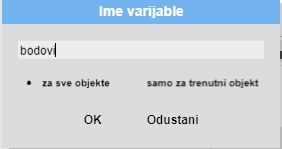 Ime varijable
bodovi
za sve objekte samo za trenutni objekt
OK Odustani